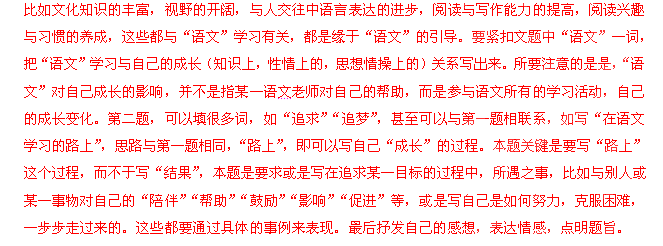 比如文化知识的丰富，视野的开阔，与人交往中语言表达的进步，阅读与写作能力的提高，阅读兴趣
与习惯的养成，这些都与“语文”学习有关，都是缘于“语文”的引导。要紧扣文题中“语文”一词，
把“语文”学习与自己的成长（知识上，性情上的，思想情操上的）关系写出来。所要注意的是是，“语
文”对自己成长的影响，并不是指某一语文老师对自己的帮助，而是参与语文所有的学习活动，自己
的成长变化。第二题，可以填很多词，如“追求”“追梦”，甚至可以与第一题相联系，如写“在语文
学习的路上”，思路与第一题相同，“路上”，即可以写自己“成长”的过程。本题关键是要写“路上”
这个过程，而不于写“结果”，本题是要求或是写在追求某一目标的过程中，所遇之事，比如与别人或
某一事物对自己的“陪伴”“帮助”“鼓励”“影响”“促进”等，或是写自己是如何努力，克服困难，
一步步走过来的。这些都要通过具体的事例来表现。最后抒发自己的感想，表达情感，点明题旨。